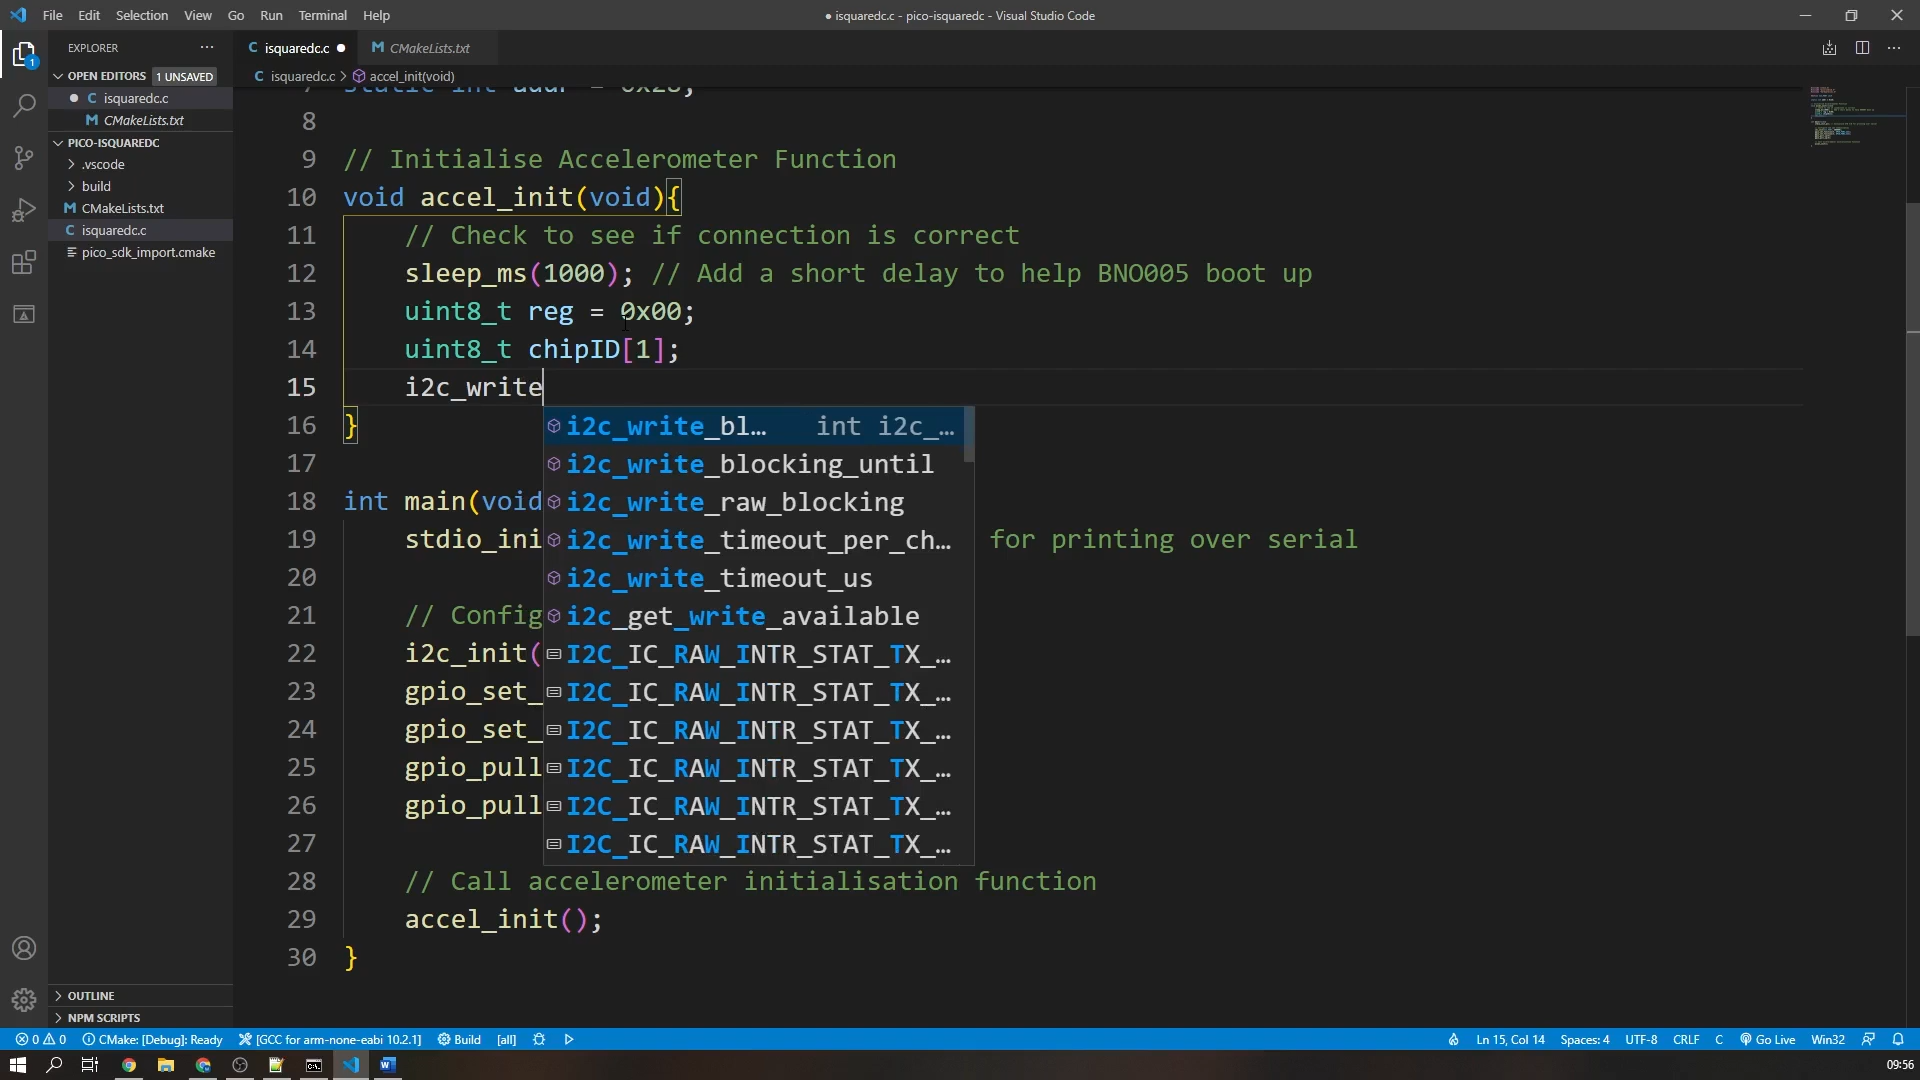 File Edit Selection View Go Run Terminal Help
● isquaredc.c - pico-isquaredc - Visual Studio Code
EXPLORER
OPEN EDITORS 1 UNSAVED
isquaredc.c
CMakeLists.txt
PICO-ISQUAREDC
.vscode
build
CMakeLists.txt
isquaredc.c
pico_sdk_import.cmake
OUTLINE
NPM SCRIPTS
isquaredc.c CMakeLists.txt
isquaredc.c > accel_init(void)
8
9 // Initialise Accelerometer Function
10 void accel_init(void){
11 // Check to see if connection is correct
12 sleep_ms(1000); // Add a short delay to help BNO005 boot up
13 uint8_t reg = 0x00;
14 uint8_t chipID[1];
15 i2c_write
16 }
17
18 int main(void
19 stdio_ini for printing over serial
20
21 // Config
22 i2c_init(
23 gpio_set_
24 gpio_set_
25 gpio_pull
26 gpio_pull
27
28 // Call accelerometer initialisation function
29 accel_init();
30 }
i2c_write_bl… int i2c_…
i2c_write_blocking_until
i2c_write_raw_blocking
i2c_write_timeout_per_ch…
i2c_write_timeout_us
i2c_get_write_available
I2C_IC_RAW_INTR_STAT_TX_…
I2C_IC_RAW_INTR_STAT_TX_…
I2C_IC_RAW_INTR_STAT_TX_…
I2C_IC_RAW_INTR_STAT_TX_…
I2C_IC_RAW_INTR_STAT_TX_…
I2C_IC_RAW_INTR_STAT_TX_…
0 0 CMake: [Debug]: Ready [GCC for arm-none-eabi 10.2.1] Build [all] Ln 15, Col 14 Spaces: 4 UTF-8 CRLF C Go Live Win32
09:56